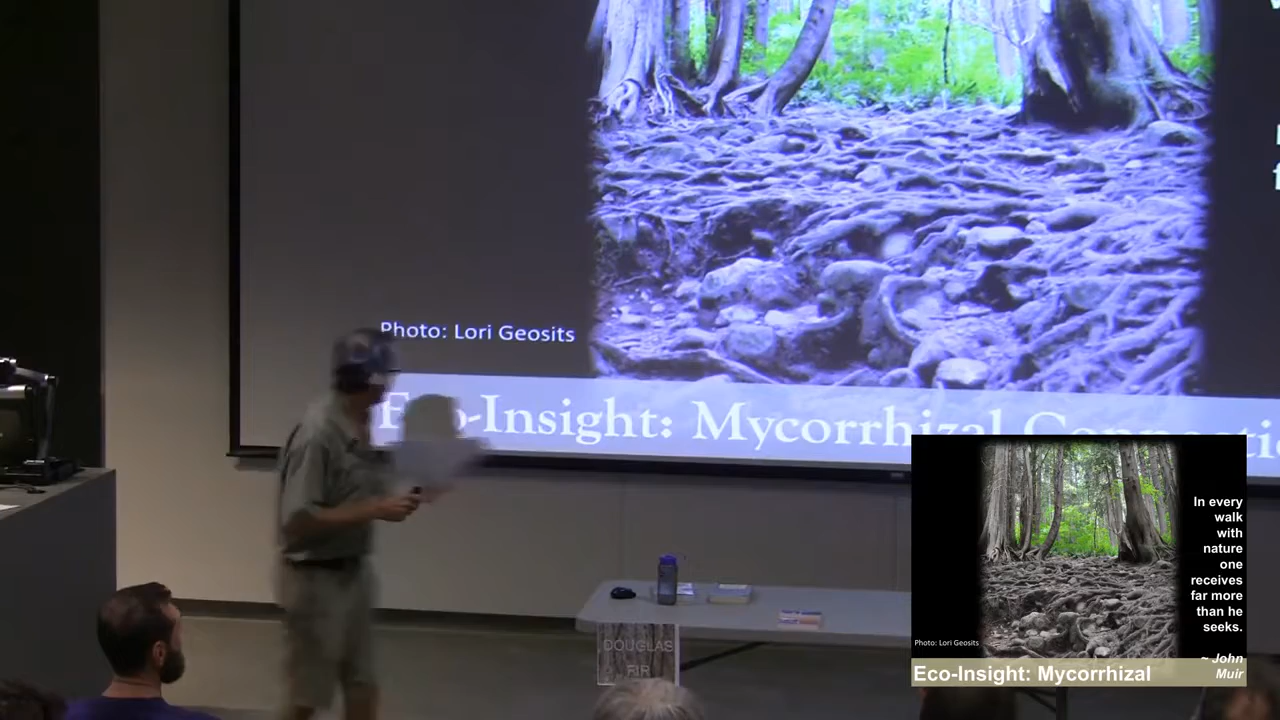 Photo: Lori Geosits
Eco-Insight: Mycorrhizal
DOUGLAS
FIR
In every
walk
with
nature
one
receives
far more
than he
seeks.
~ John
Muir
Photo: Lori Geosits
Eco-Insight: Mycorrhizal